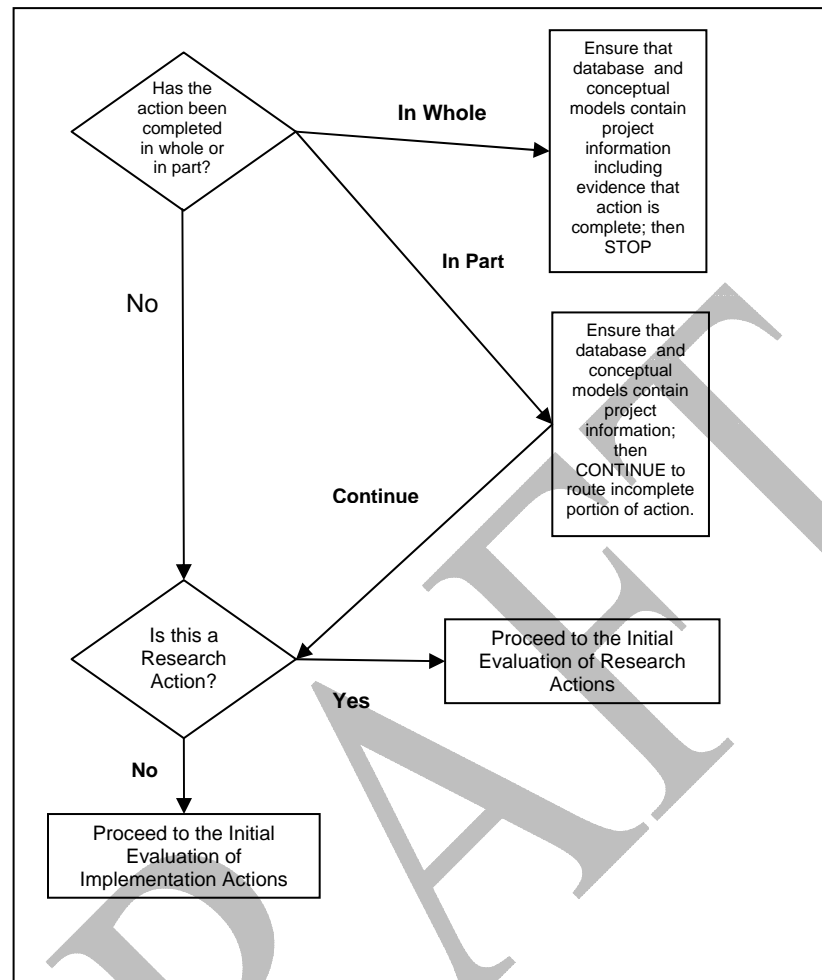 Has the
action been
completed
in whole or
in part?
In Whole
Ensure that
database and
conceptual
models contain
project
information
including
evidence that
action is
complete; then
STOP
In Part
No
Ensure that
database and
conceptual
models contain
project
information;
then
CONTINUE to
route incomplete
portion of action.
Continue
Is this a
Research
Action?
Yes
Proceed to the Initial
Evaluation of Research
Actions
No
Proceed to the Initial
Evaluation of
Implementation Actions
DRAFT